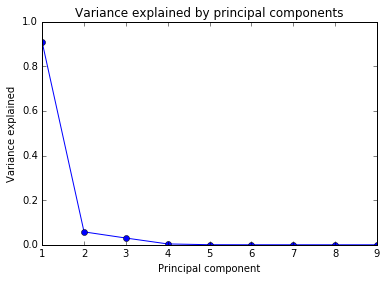 Variance explained by principal components
1.0
0.8
0.6
0.4
0.2
0.0
Variance explained
1 2 3 4 5 6 7 8 9
Principal component